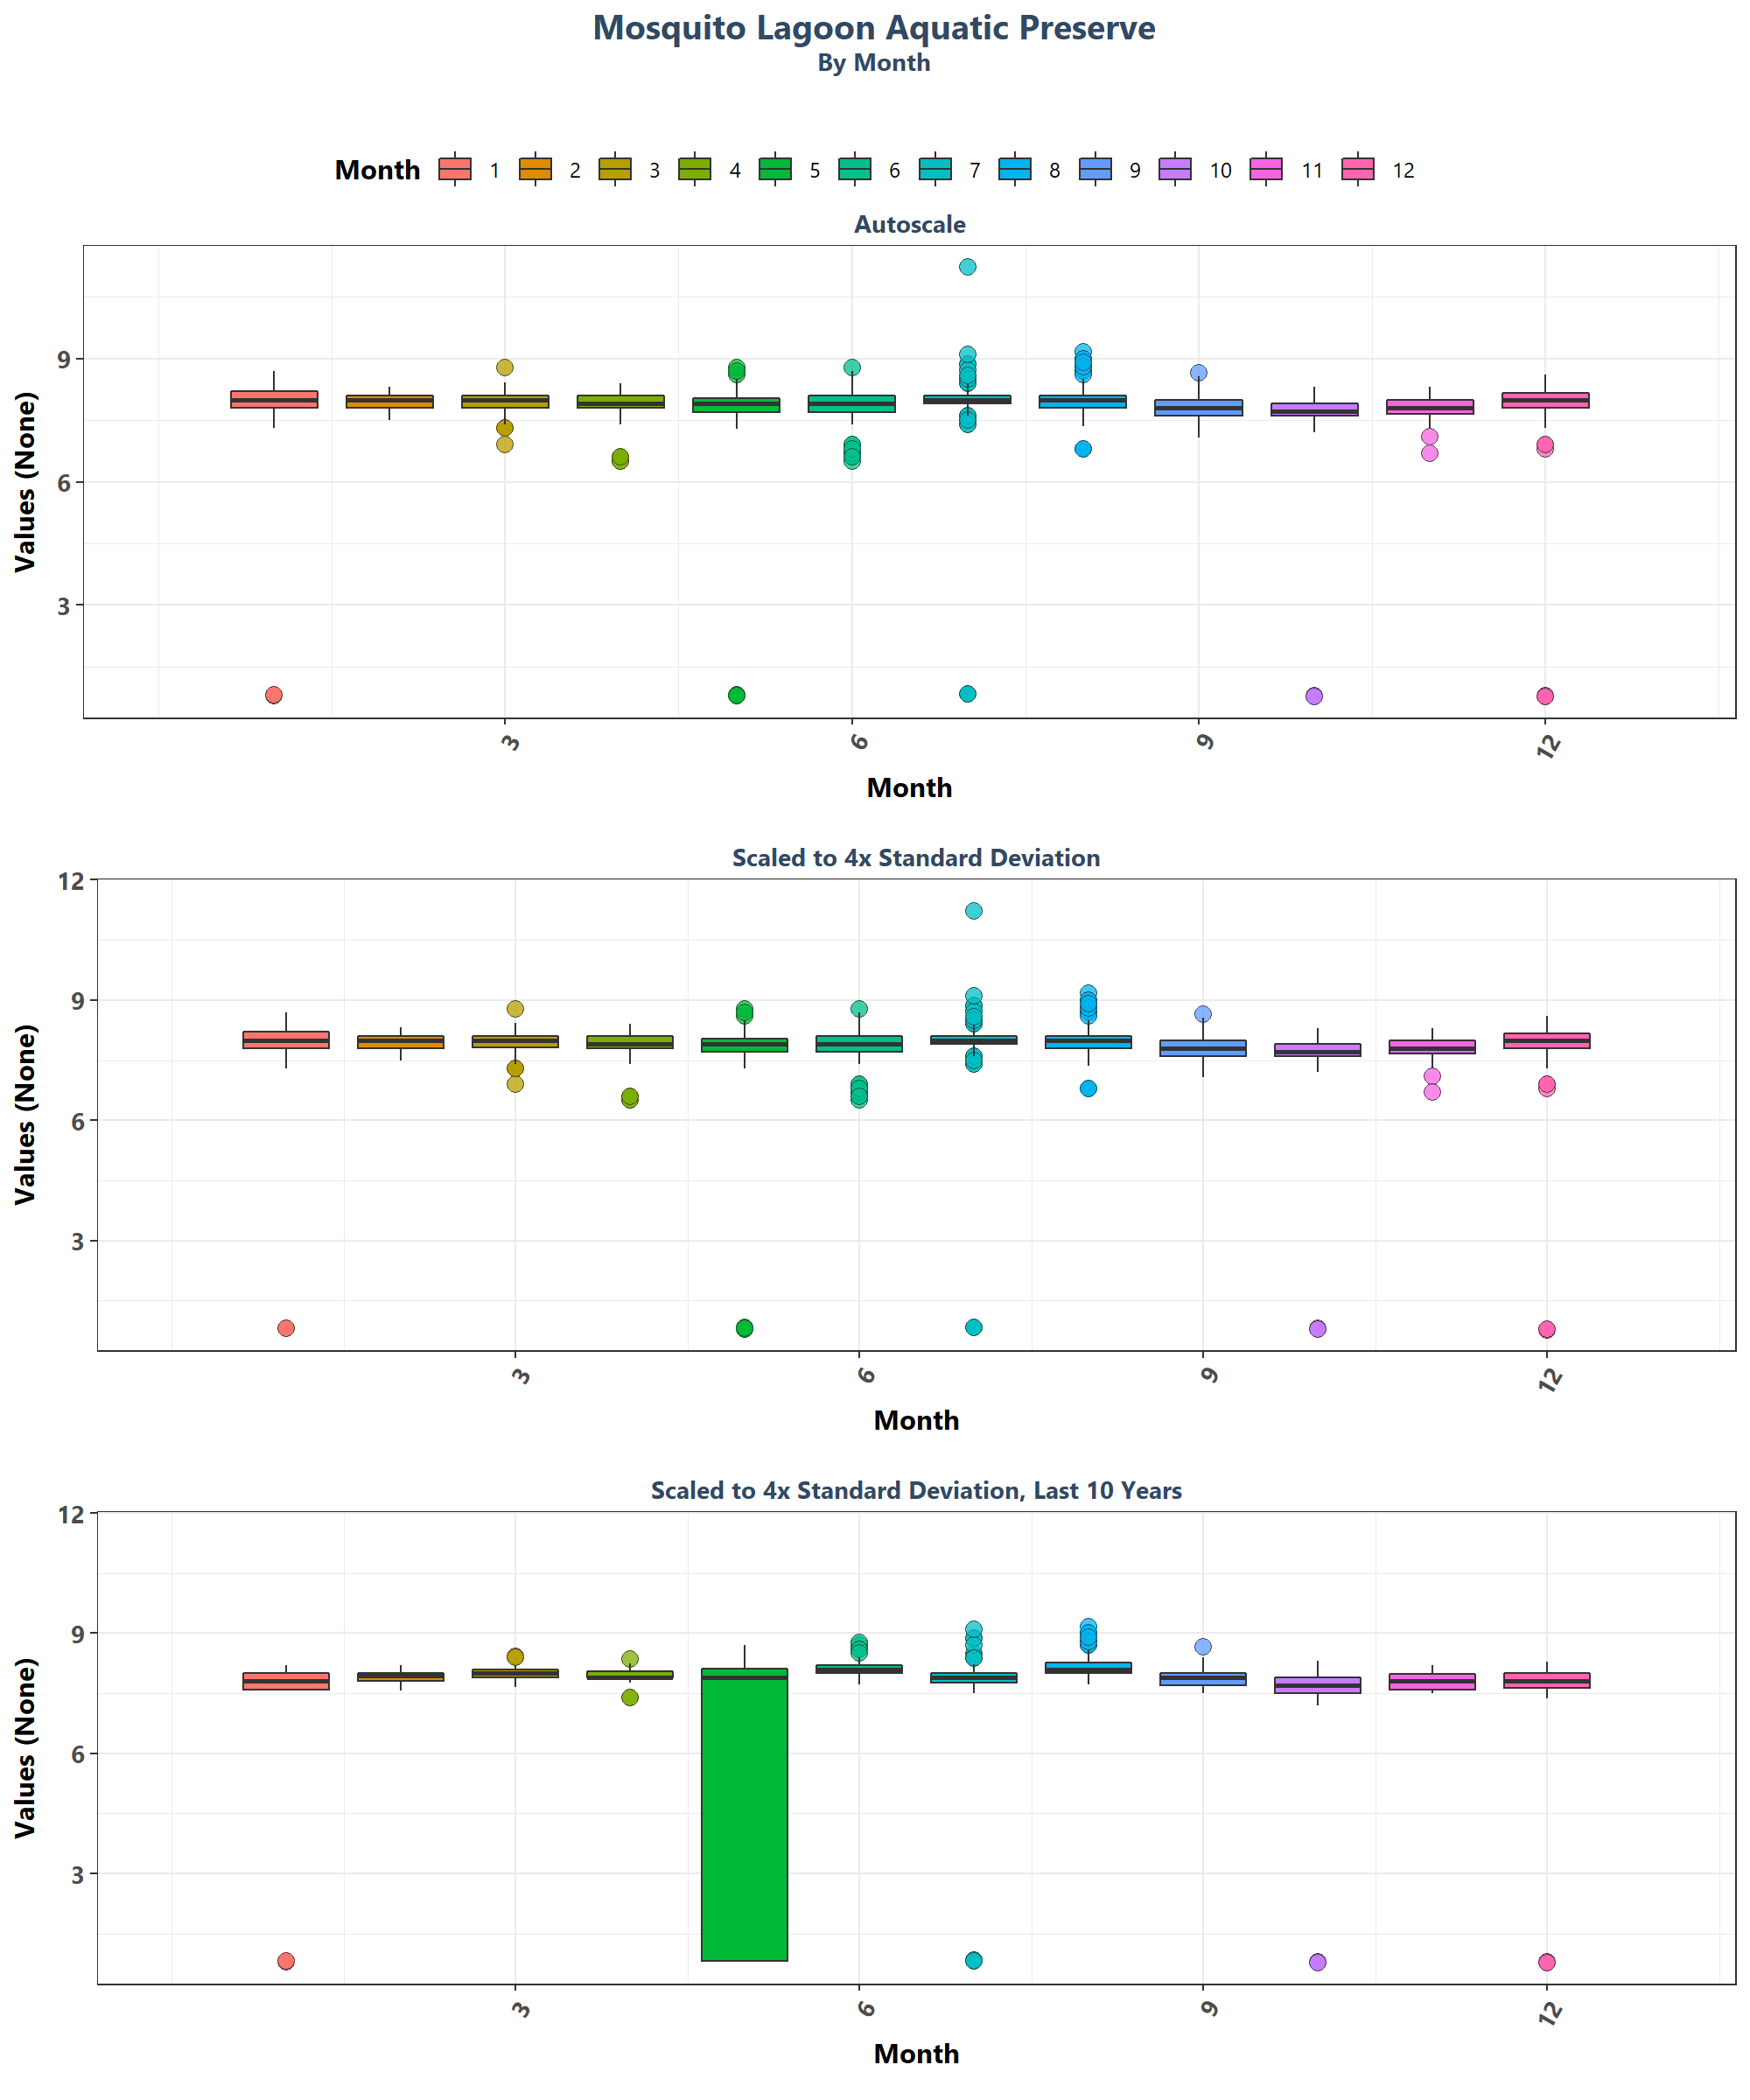 Mosquito Lagoon Aquatic Preserve
By Month
Month 1 2 3 4 5 6 7 8 9 10 11 12
Autoscale
Values (None)
9
6
3
3 6 9 12
Month
Scaled to 4x Standard Deviation
Values (None)
12
9
6
3
3 6 9 12
Month
Scaled to 4x Standard Deviation, Last 10 Years
Values (None)
12
9
6
3
3 6 9 12
Month